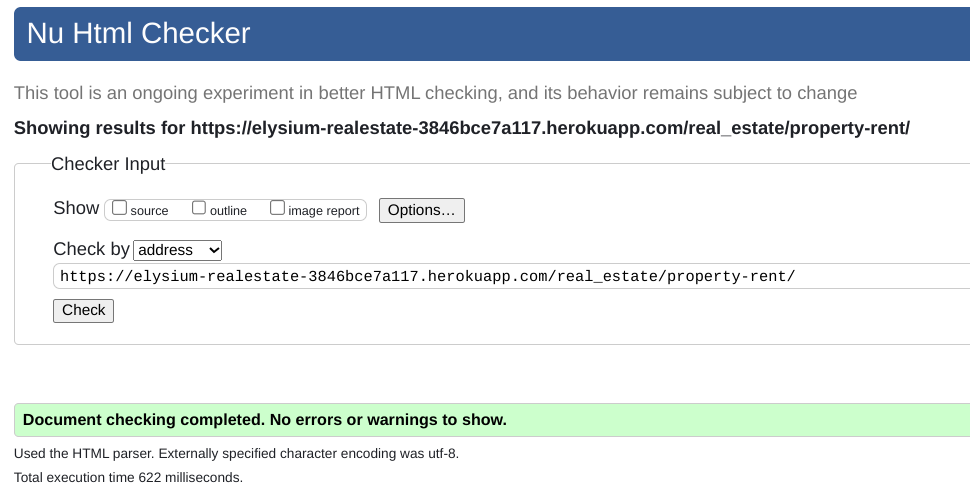 Nu Html Checker
This tool is an ongoing experiment in better HTML checking, and its behavior remains subject to change
Showing results for https://elysium-realestate-3846bce7a117.herokuapp.com/real_estate/property-rent/
Checker Input
Show source outline image report Options...
Check by address
https://elysium-realestate-3846bce7a117.herokuapp.com/real_estate/property-rent/
Check
Document checking completed. No errors or warnings to show.
Used the HTML parser. Externally specified character encoding was utf-8.
Total execution time 622 milliseconds.